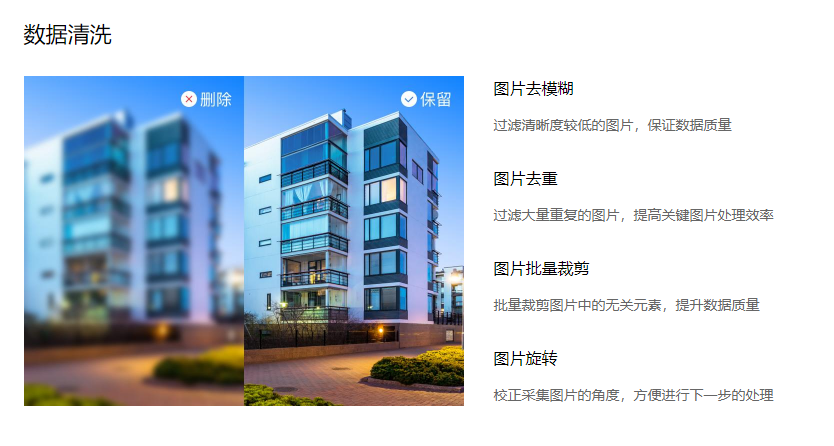 数据清洗
删除
保留
图片去模糊
过滤清晰度较低的图片，保证数据质量
图片去重
过滤大量重复的图片，提高关键图片处理效率
图片批量裁剪
批量裁剪图片中的无关元素，提升数据质量
图片旋转
校正采集图片的角度，方便进行下一步的处理